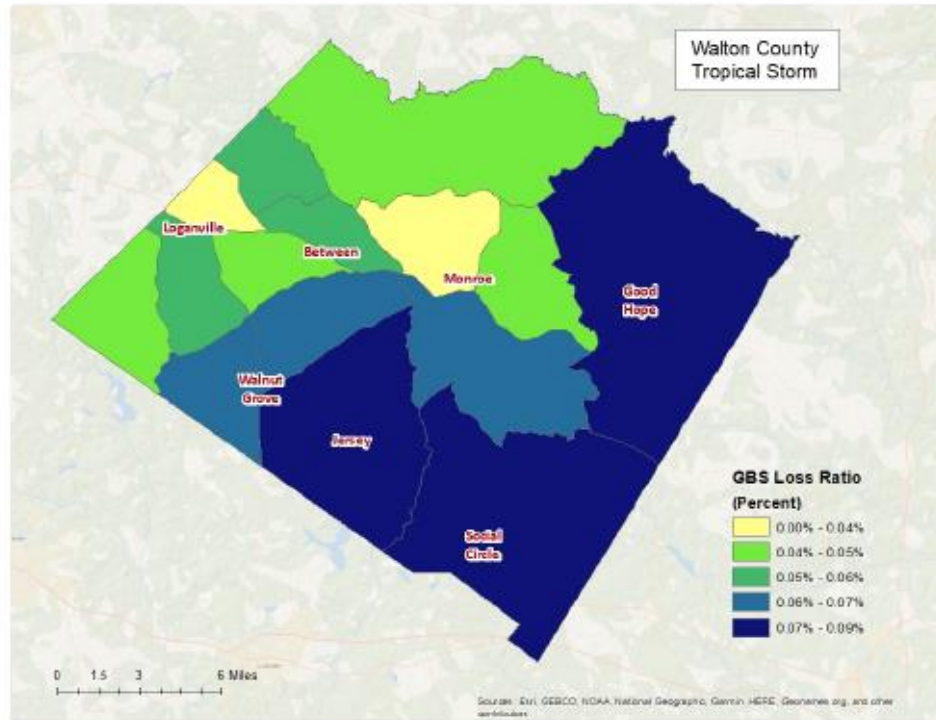 Walton County
Tropical Storm
Loganville
Between
Monroe
Good
Hope
Walnut
Grove
Jersey
Social
Circle
GBS Loss Ratio
(Percent)
0.00% - 0.04%
0.04% - 0.05%
0.05% - 0.06%
0.06% - 0.07%
0.07% - 0.09%
0 1.5 3 6 Miles
Sources: Esri, GEBCO, NOAA, National Geographic, Garmin, HERE, Geonames.org, and other
contributors